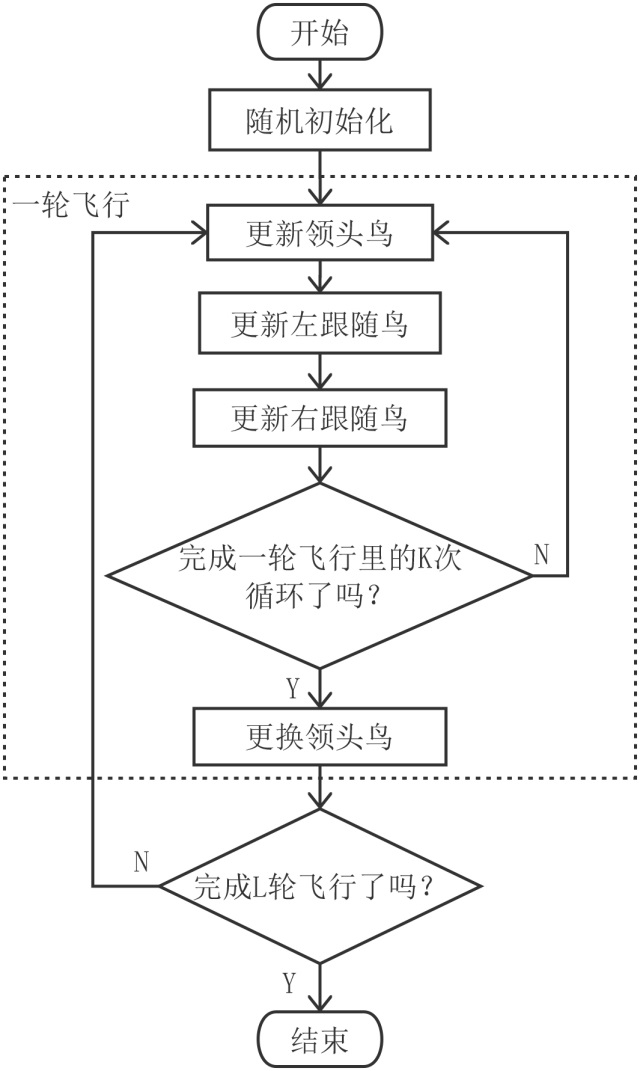 开始
随机初始化
一轮飞行
更新领头鸟
更新左跟随鸟
更新右跟随鸟
完成一轮飞行里的K次
循环了吗？
N
Y
更换领头鸟
N
完成L轮飞行了吗？
Y
结束